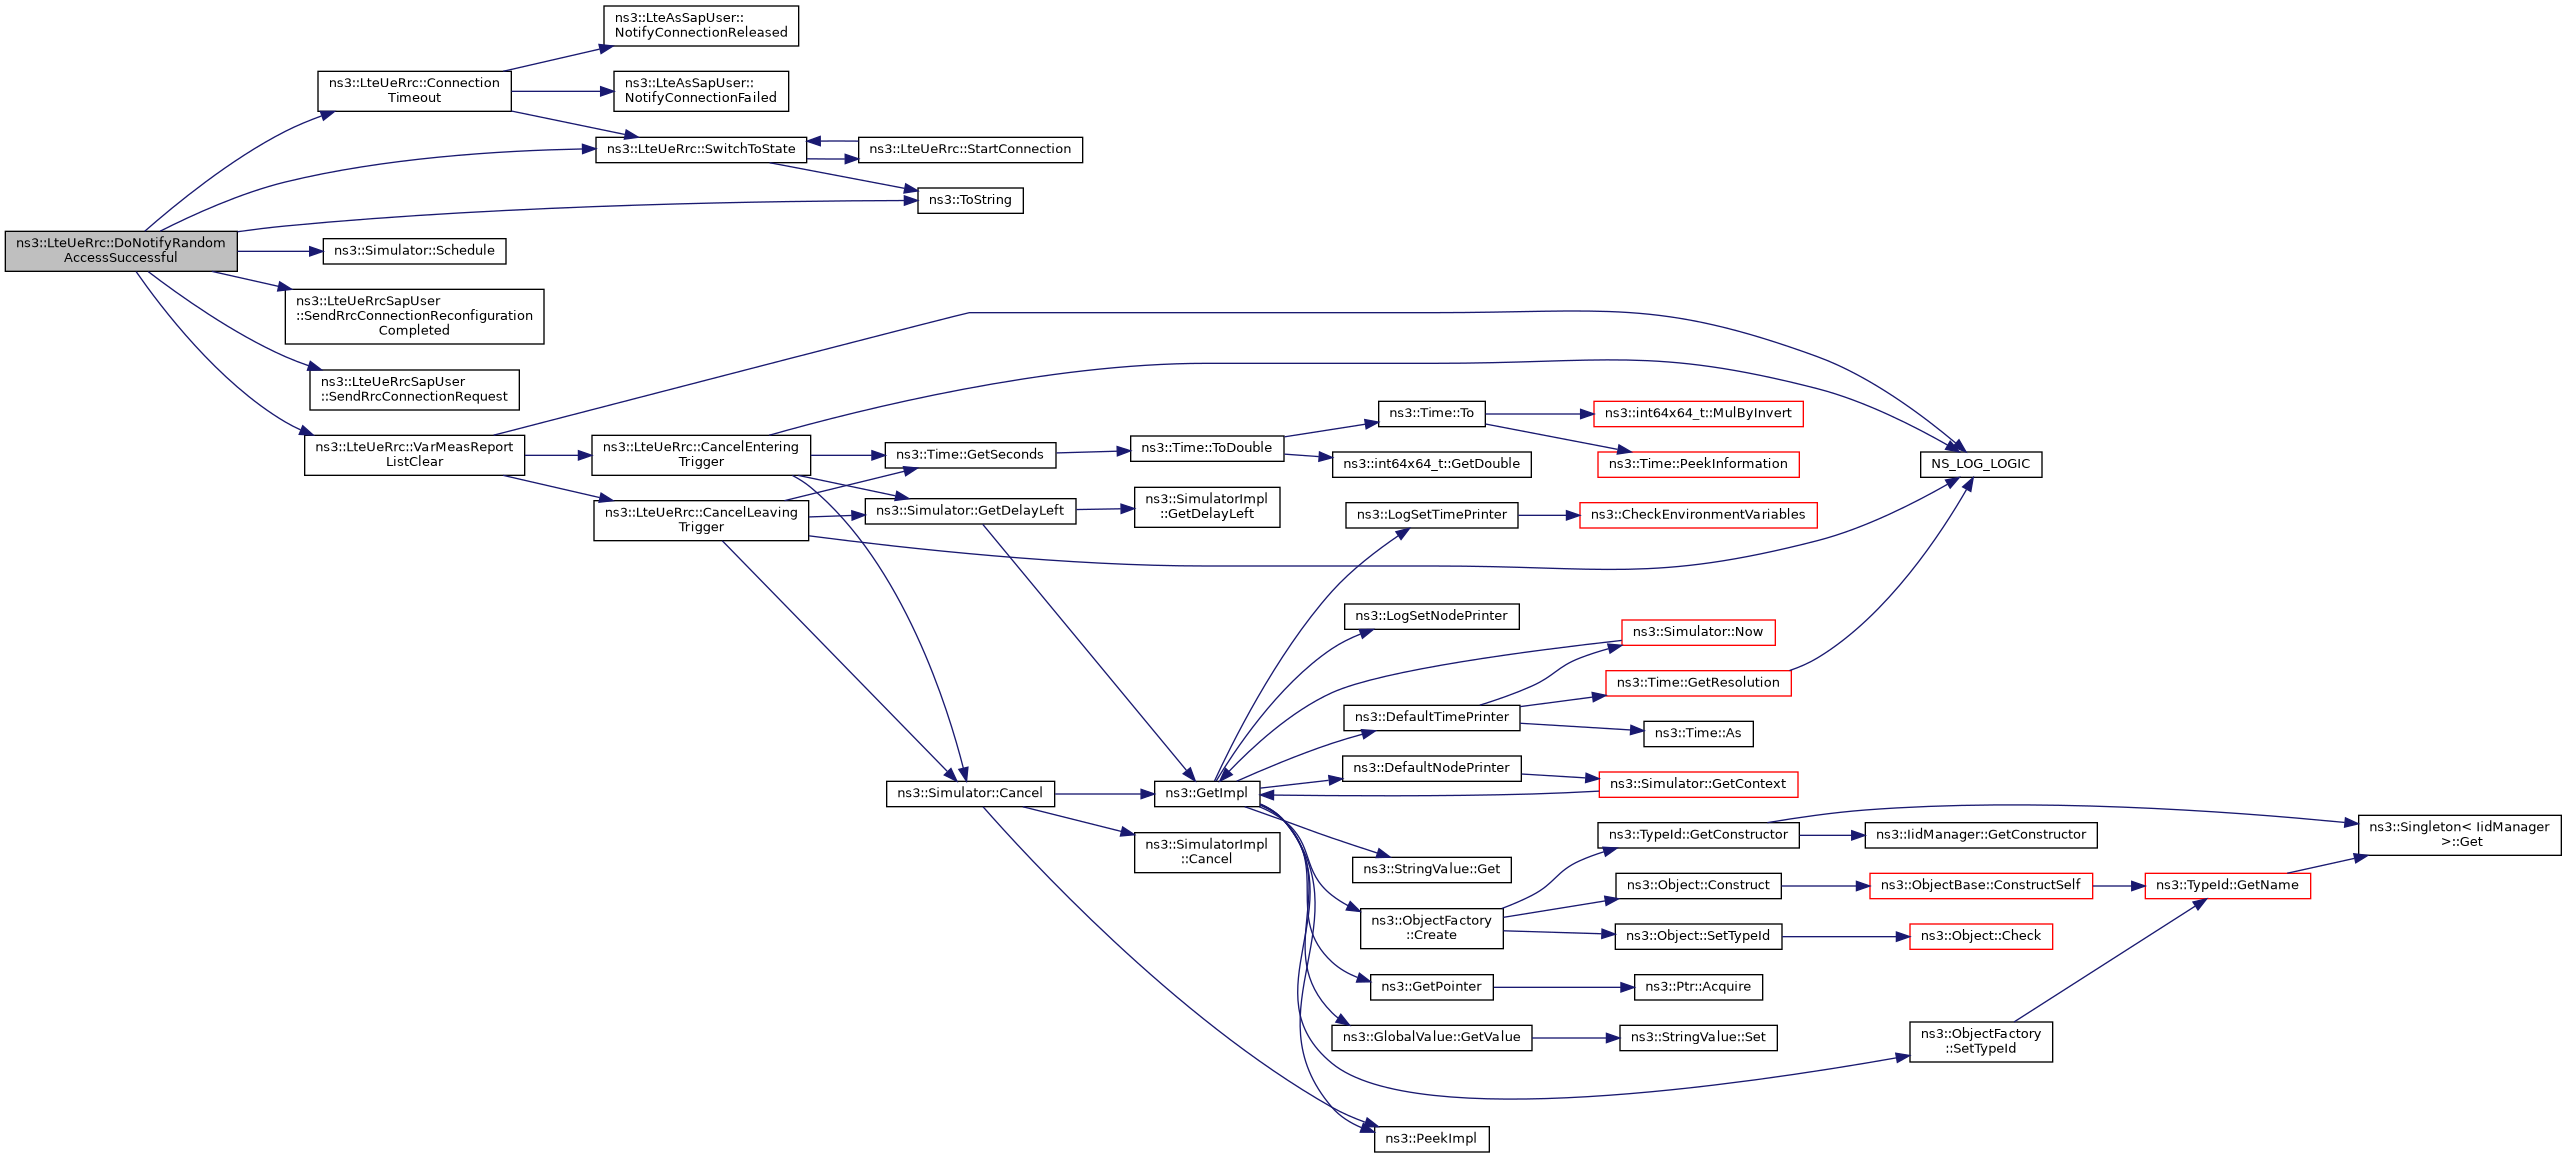 ns3::LteUeRrc::DoNotifyRandom
AccessSuccessful
ns3::LteUeRrc::Connection
Timeout
ns3::LteAsSapUser::
NotifyConnectionReleased
ns3::LteAsSapUser::
NotifyConnectionFailed
ns3::LteUeRrc::SwitchToState
ns3::LteUeRrc::StartConnection
ns3::ToString
ns3::Simulator::Schedule
ns3::LteUeRrcSapUser
::SendRrcConnectionReconfiguration
Completed
ns3::LteUeRrcSapUser
::SendRrcConnectionRequest
ns3::LteUeRrc::VarMeasReport
ListClear
ns3::LteUeRrc::CancelEntering
Trigger
ns3::LteUeRrc::CancelLeaving
Trigger
ns3::Time::GetSeconds
ns3::Time::ToDouble
ns3::Time::To
ns3::int64x64_t::MulByInvert
ns3::Time::PeekInformation
ns3::int64x64_t::GetDouble
NS_LOG_LOGIC
ns3::Simulator::GetDelayLeft
ns3::SimulatorImpl
::GetDelayLeft
ns3::LogSetTimePrinter
ns3::CheckEnvironmentVariables
ns3::LogSetNodePrinter
ns3::Simulator::Now
ns3::Time::GetResolution
ns3::DefaultTimePrinter
ns3::Time::As
ns3::DefaultNodePrinter
ns3::Simulator::GetContext
ns3::Simulator::Cancel
ns3::GetImpl
ns3::SimulatorImpl
::Cancel
ns3::StringValue::Get
ns3::TypeId::GetConstructor
ns3::IidManager::GetConstructor
ns3::Singleton< IidManager
>::Get
ns3::ObjectFactory
::Create
ns3::Object::Construct
ns3::ObjectBase::ConstructSelf
ns3::TypeId::GetName
ns3::Object::SetTypeId
ns3::Object::Check
ns3::GetPointer
ns3::Ptr::Acquire
ns3::GlobalValue::GetValue
ns3::StringValue::Set
ns3::ObjectFactory
::SetTypeId
ns3::PeekImpl